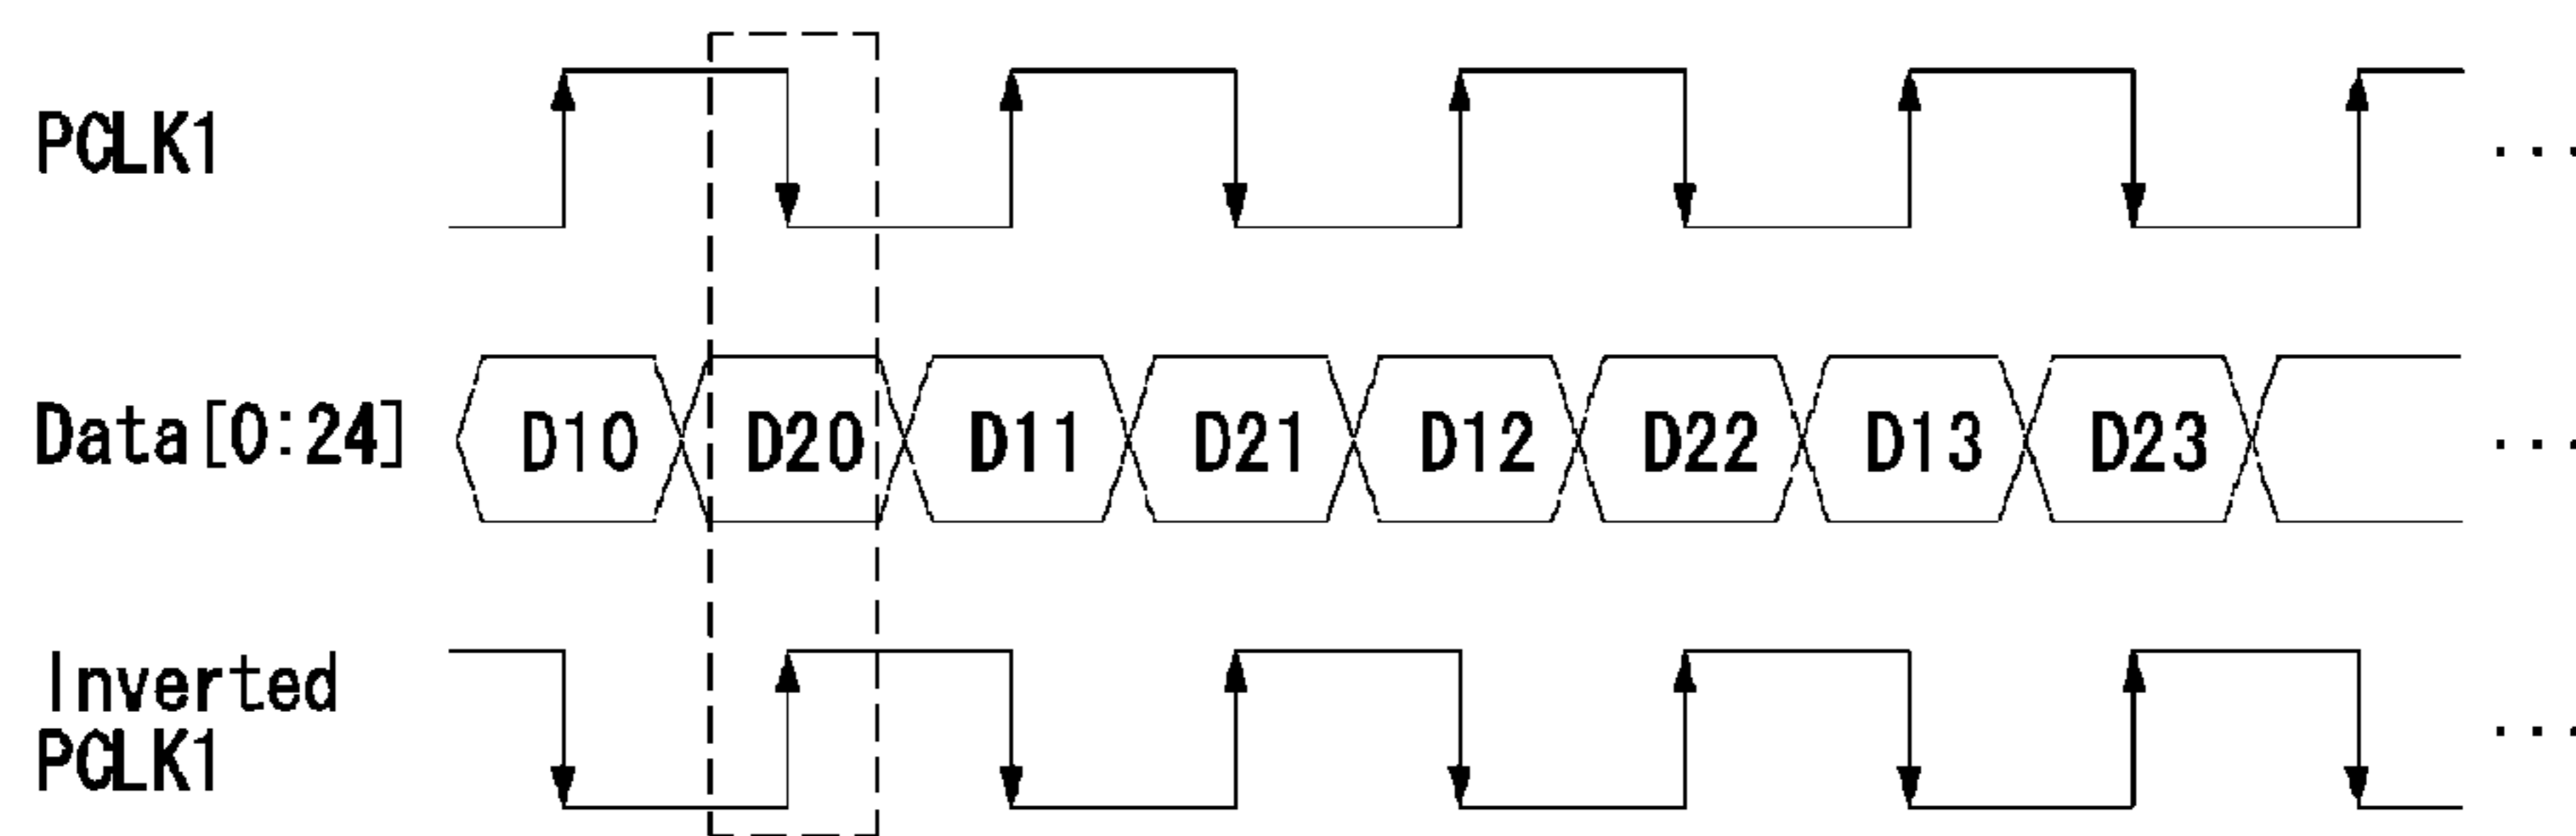 PCLK1
...
Data[0:24] D10 D20 D11 D21 D12 D22 D13 D23 ...
Inverted
PCLK1
...